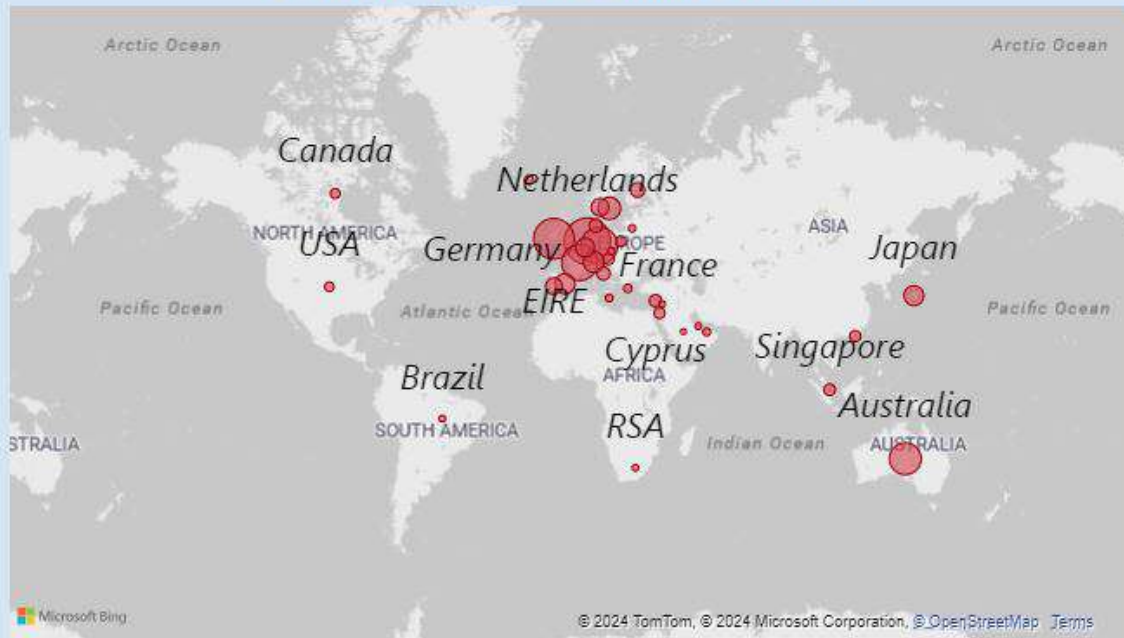 Arctic Ocean
Arctic Ocean
Canada
Netherlands
NORTH AMERICA
ASIA
USA
Germany
ROPE
Japan
France
Pacific Ocean
Atlantic Ocean
EIRE
Pacific Ocean
Cyprus
Singapore
AFRICA
Brazil
Australia
SOUTH AMERICA
RSA
Indian Ocean
AUSTRALIA
STRALIA
Microsoft Bing
© 2024 TomTom, © 2024 Microsoft Corporation, © OpenStreetMap Terms